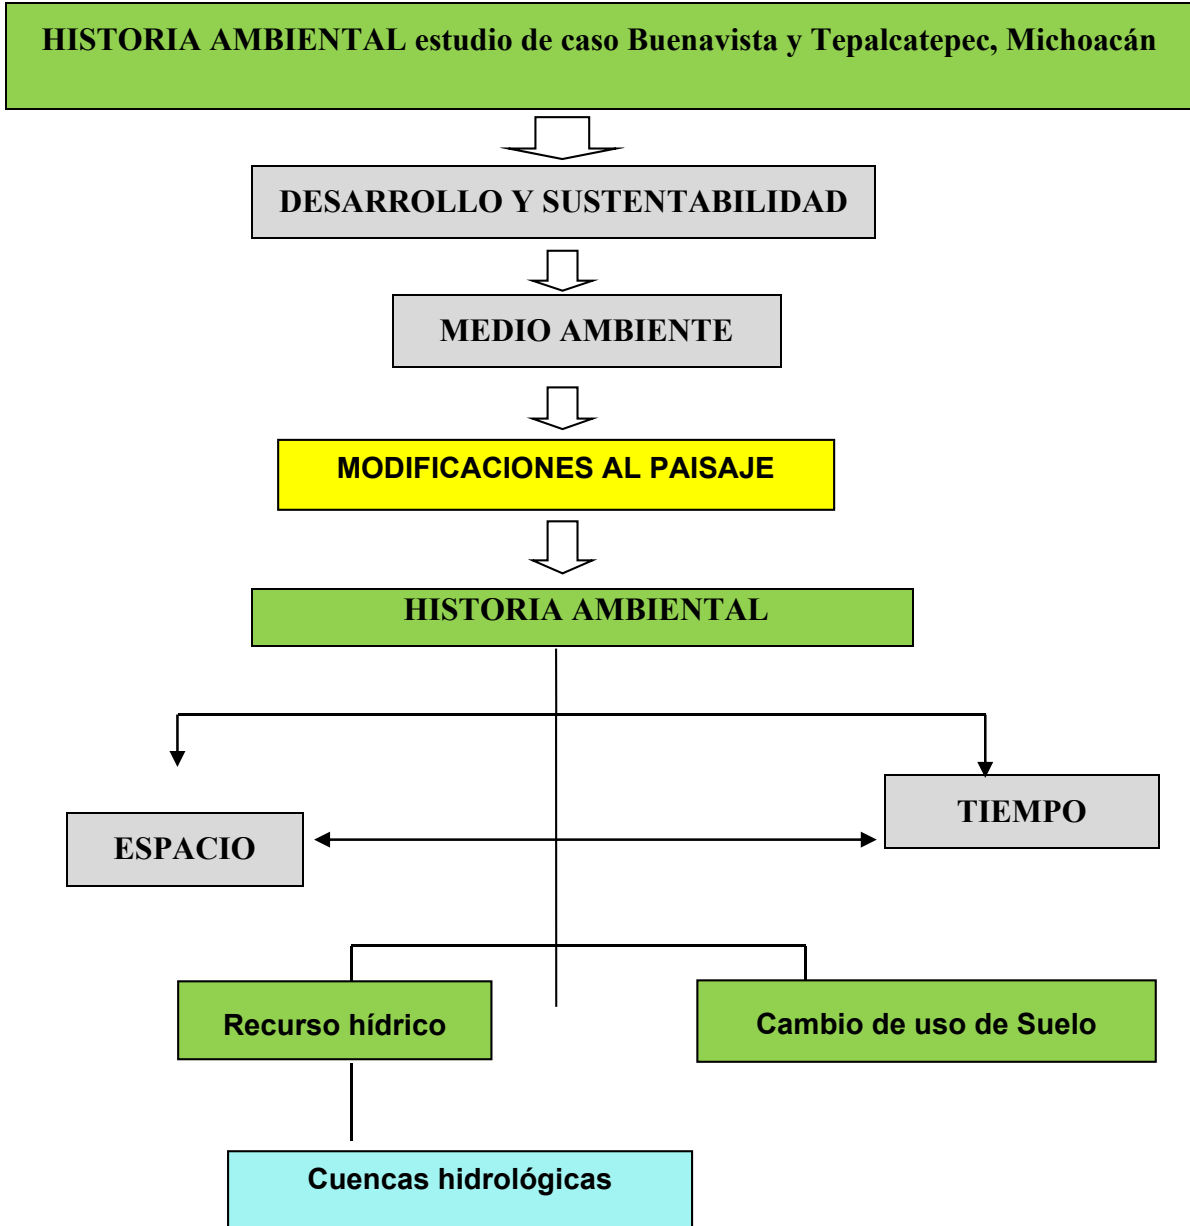 HISTORIA AMBIENTAL estudio de caso Buenavista y Tepalcatepec, Michoacán
DESARROLLO Y SUSTENTABILIDAD
MEDIO AMBIENTE
MODIFICACIONES AL PAISAJE
HISTORIA AMBIENTAL
TIEMPO
ESPACIO
Recurso hídrico
Cambio de uso de Suelo
Cuencas hidrológicas